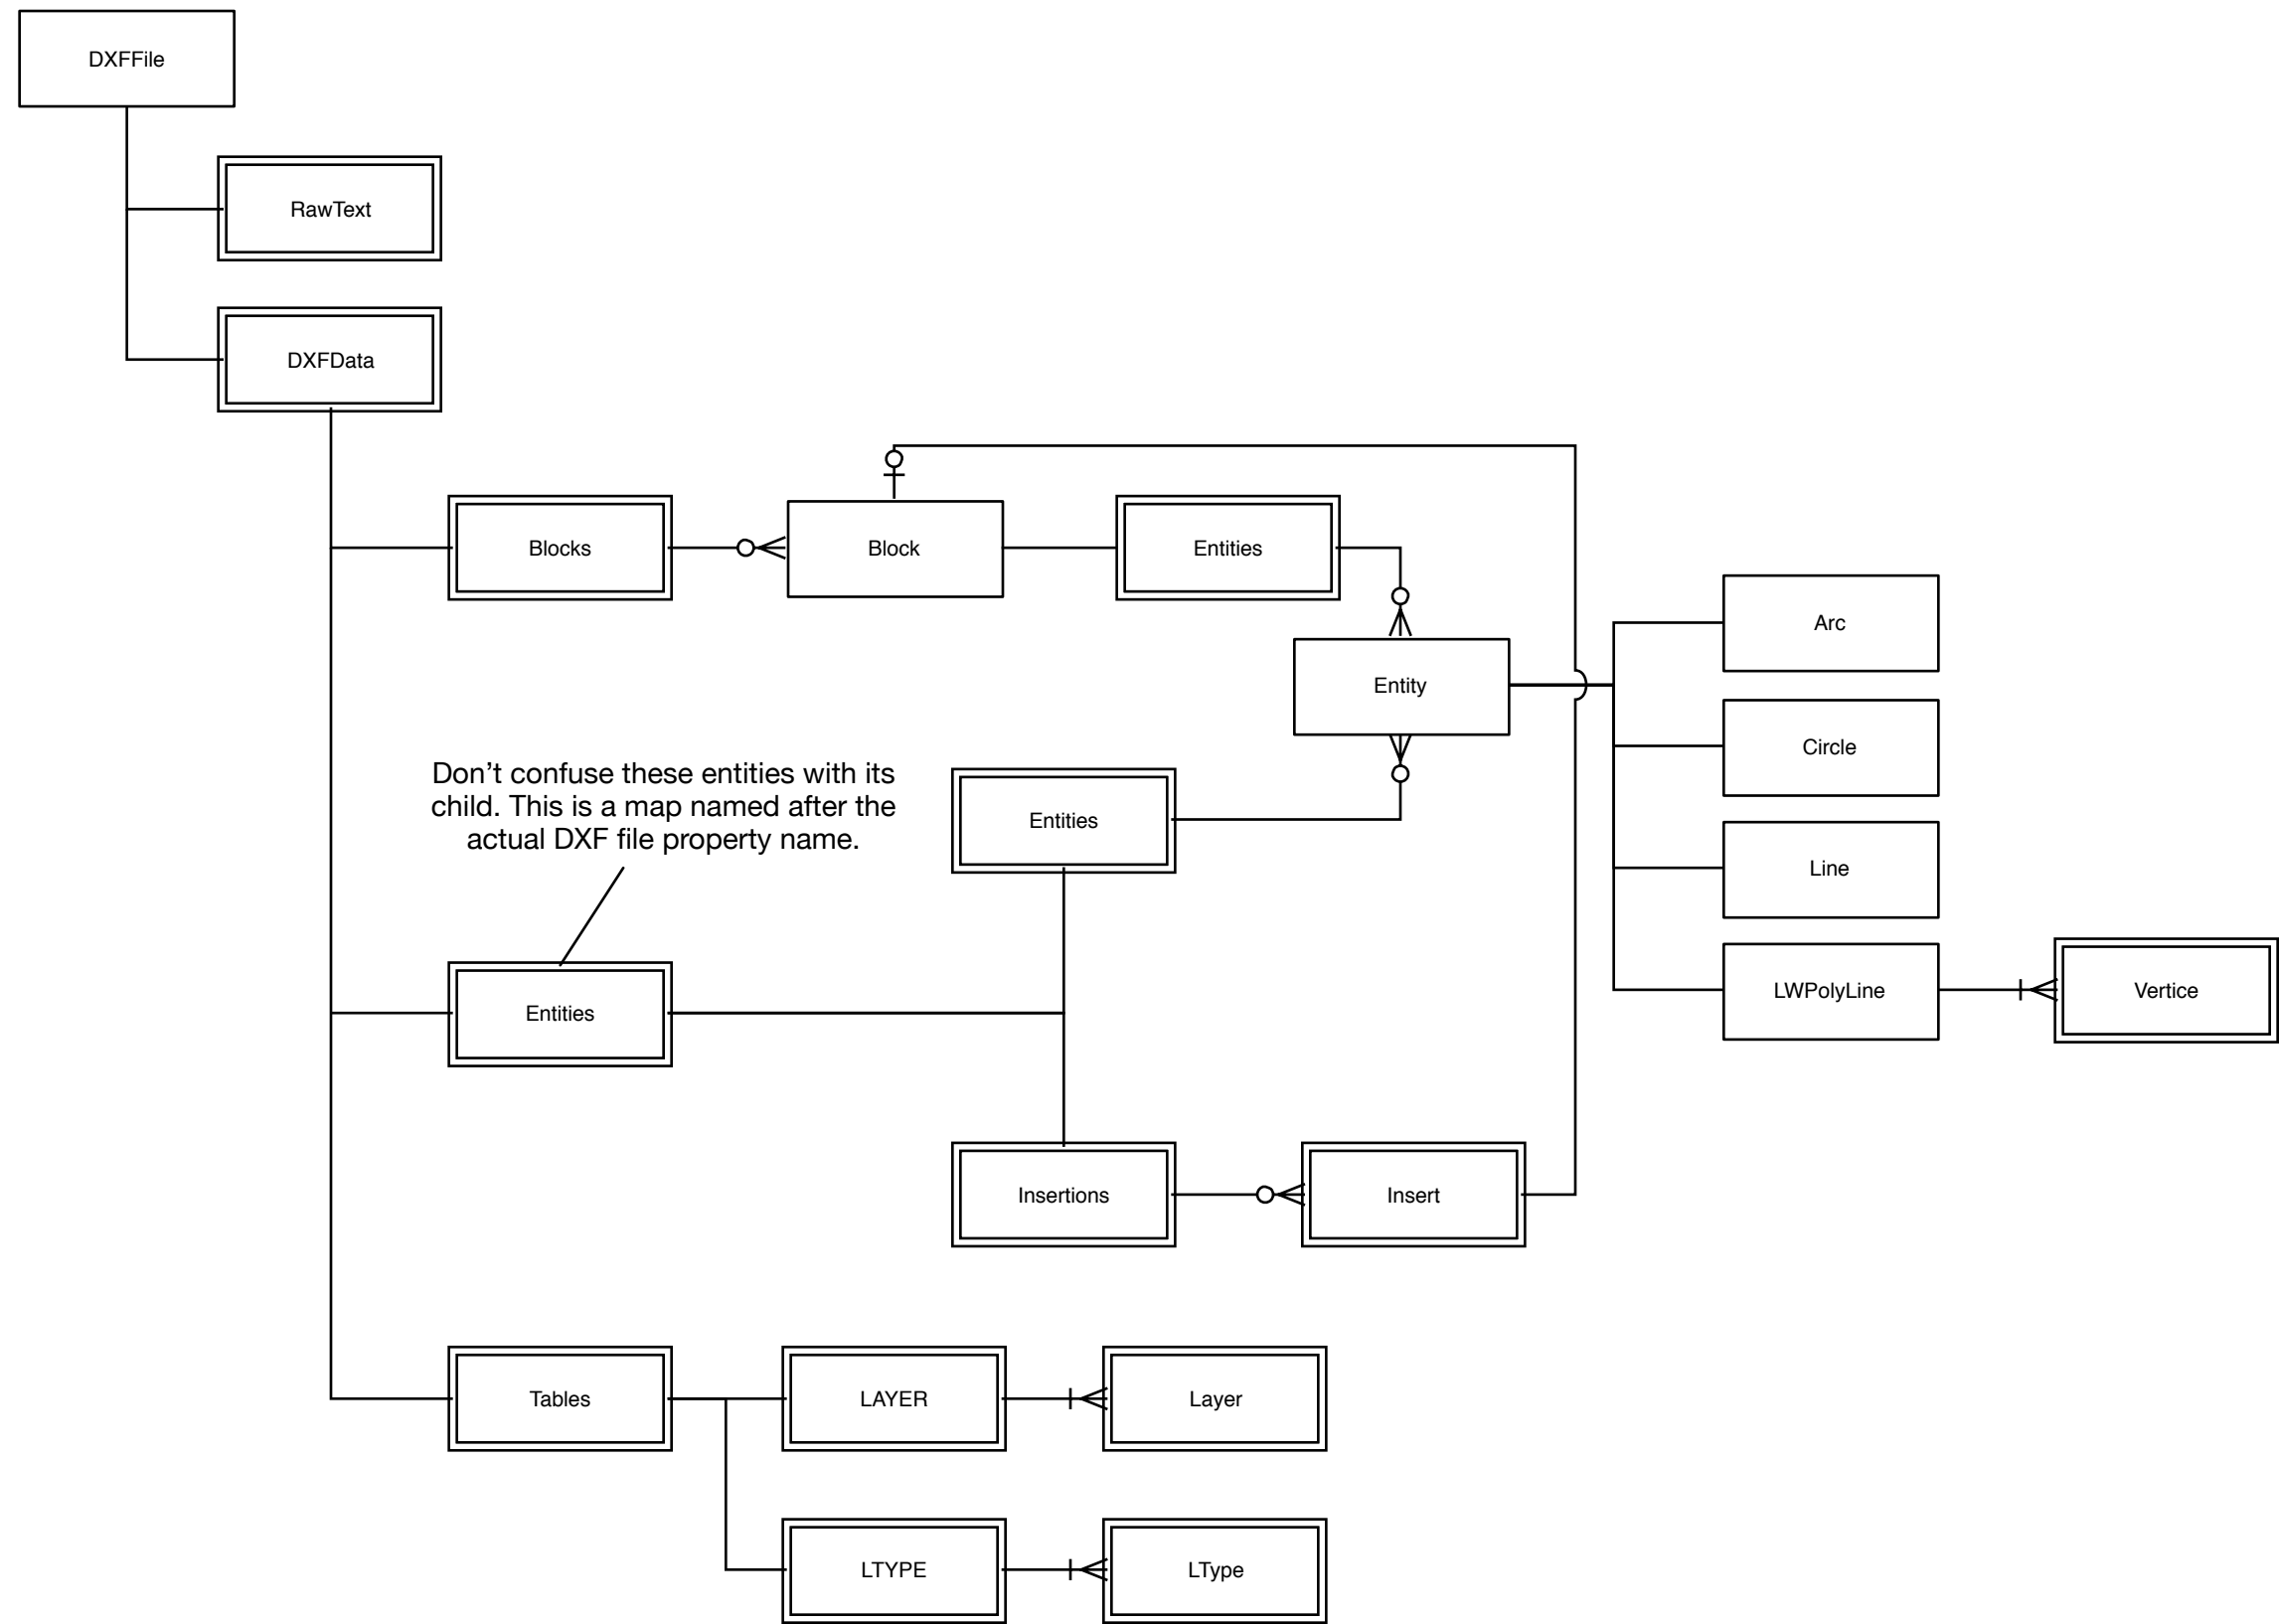 DXFFile
RawText
DXFData
Blocks
Block
Entities
Arc
Entity
Circle
Don’t confuse these entities with its
child. This is a map named after the
actual DXF file property name.
Entities
Line
Entities
LWPolyLine
Vertice
Insertions
Insert
Tables
LAYER
Layer
LTYPE
LType